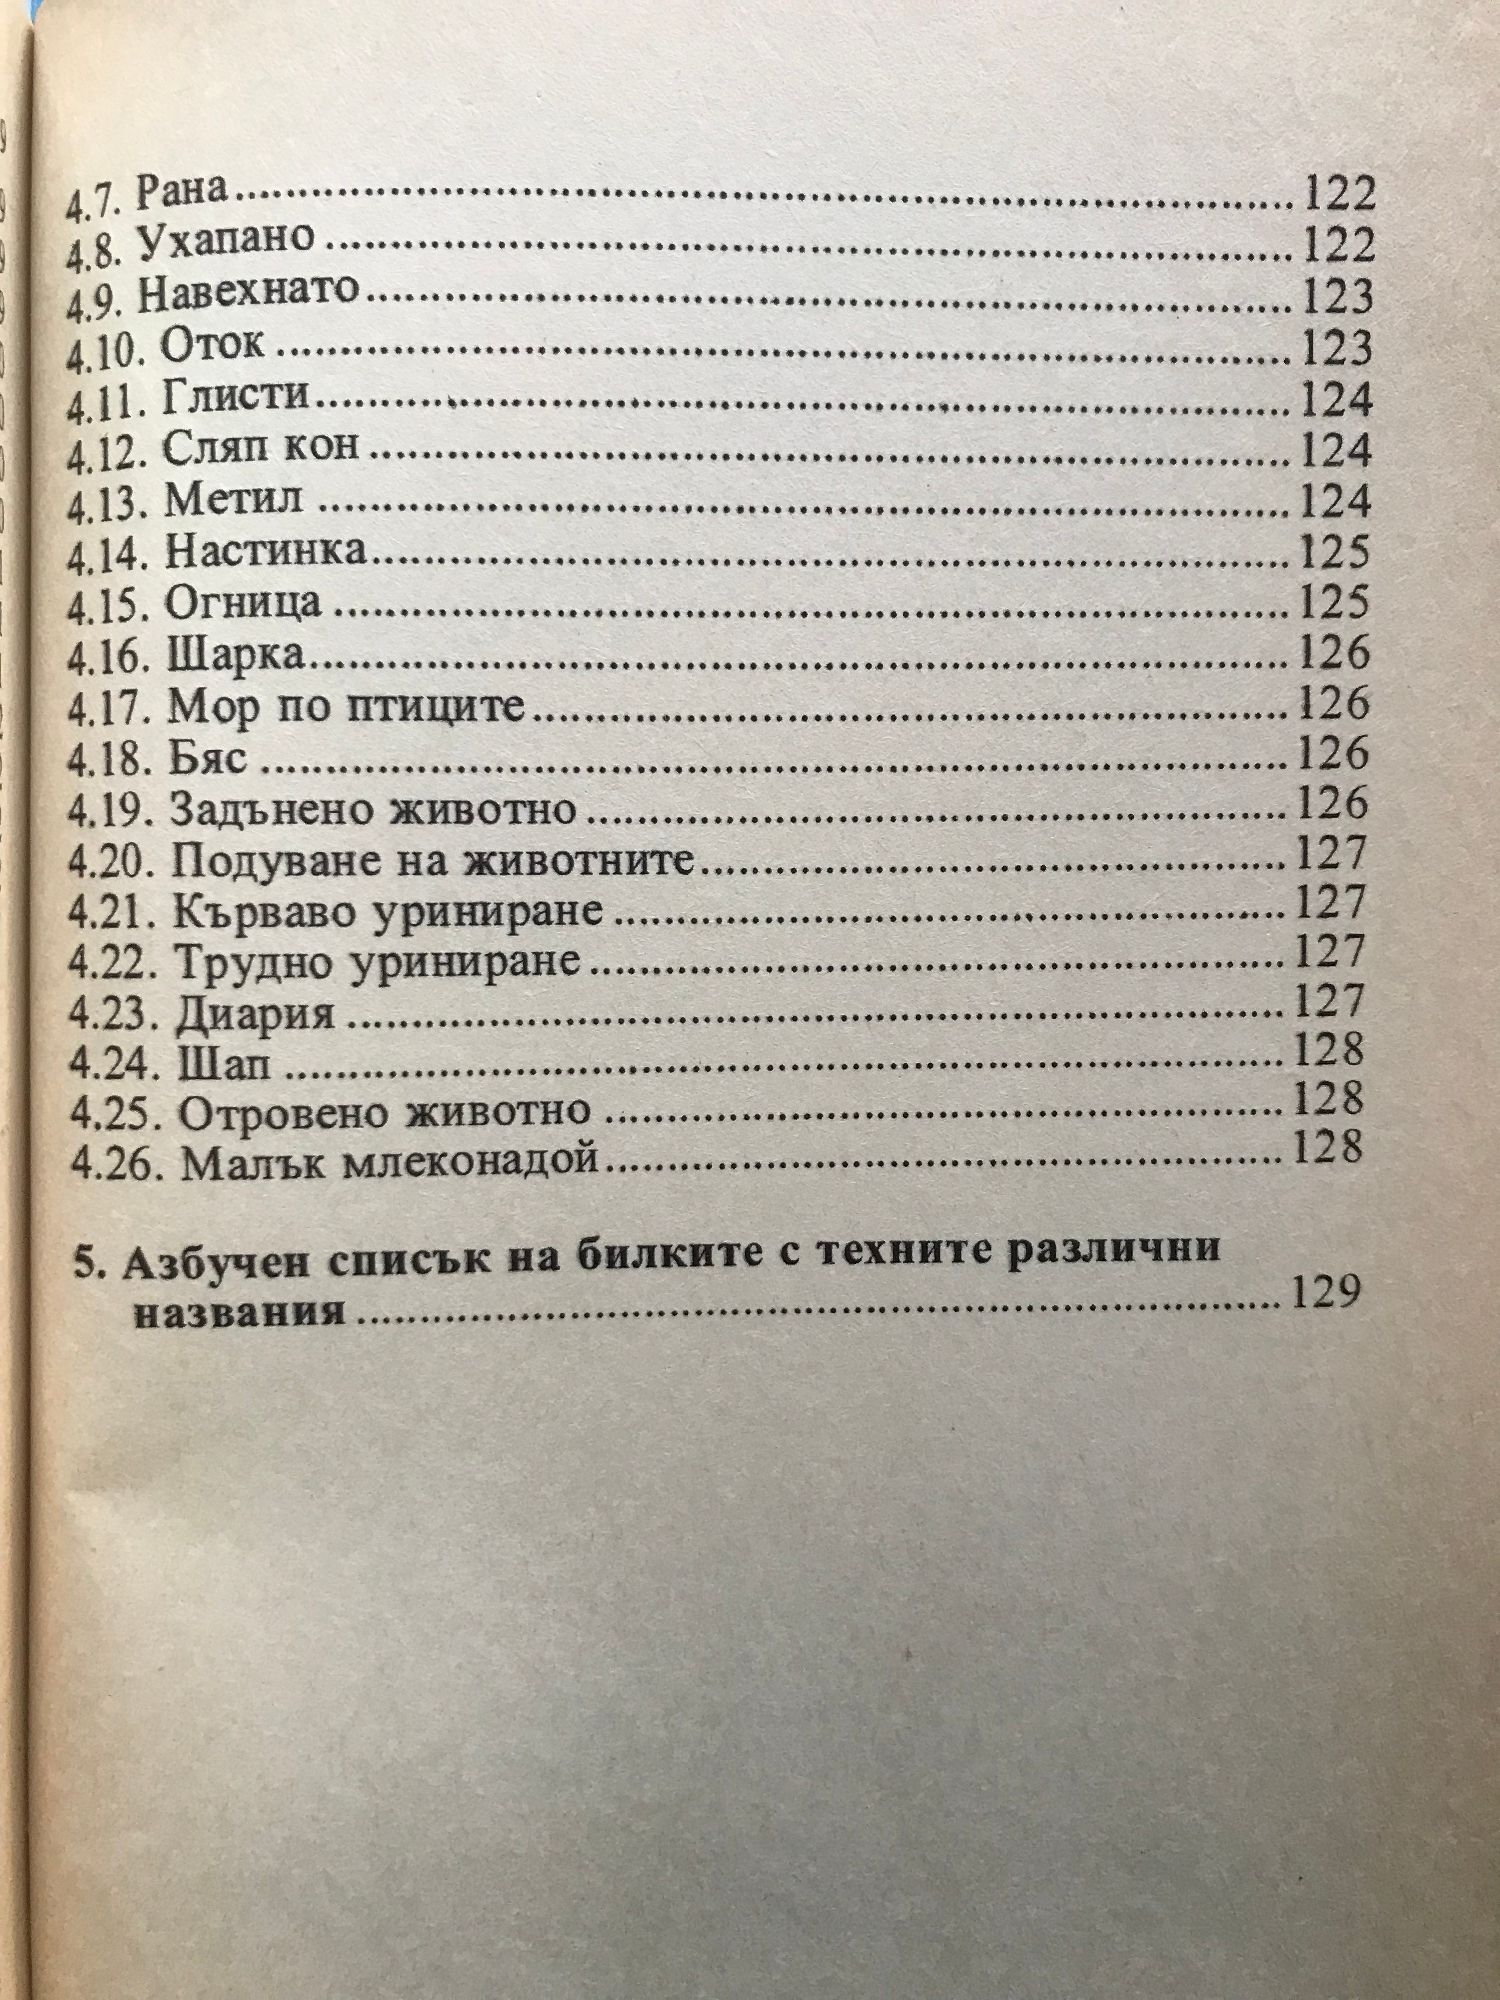 4.7. Рана........................................122
4.8. Ухапано........................................122
4.9. Навехнато........................................123
4.10. Оток........................................123
4.11. Глисти........................................124
4.12. Сляп кон........................................124
4.13. Метил........................................124
4.14. Настинка........................................125
4.15. Огница........................................125
4.16. Шарка........................................126
4.17. Мор по птиците........................................126
4.18. Бяс........................................126
4.19. Задънено животно........................................126
4.20. Подуване на животните........................................127
4.21. Кърваво уриниране........................................127
4.22. Трудно уриниране........................................127
4.23. Диария........................................127
4.24. Шап........................................128
4.25. Отровено животно........................................128
4.26. Малък млеконадой........................................128
5. Азбучен списък на билките с техните различни
названия........................................129